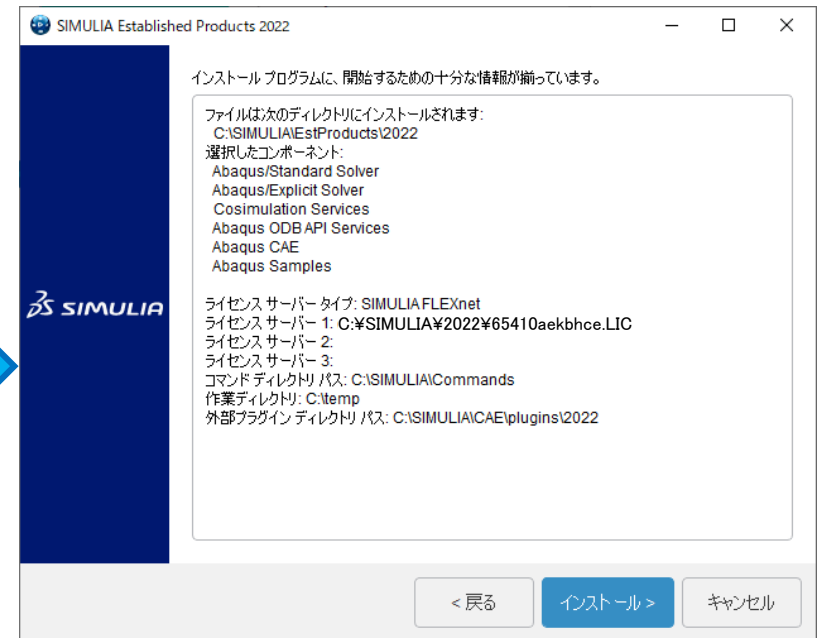 SIMULIA Established Products 2022
インストール プログラムに、開始するための十分な情報が揃っています。
ファイルは次のディレクトリにインストールされます:
C:\SIMULIA\EstProducts\2022
選択したコンポーネント:
Abaqus/Standard Solver
Abaqus/Explicit Solver
Cosimulation Services
Abaqus ODB API Services
Abaqus CAE
Abaqus Samples
ライセンス サーバー タイプ: SIMULIA FLEXnet
ライセンス サーバー 1: C:¥SIMULIA¥2022¥65410aekbhce.LIC
ライセンス サーバー 2:
ライセンス サーバー 3:
コマンド ディレクトリ パス: C:\SIMULIA\Commands
作業ディレクトリ: C:\temp
外部プラグイン ディレクトリ パス: C:\SIMULIA\CAE\plugins\2022
SIMULIA
< 戻る
インストール >
キャンセル